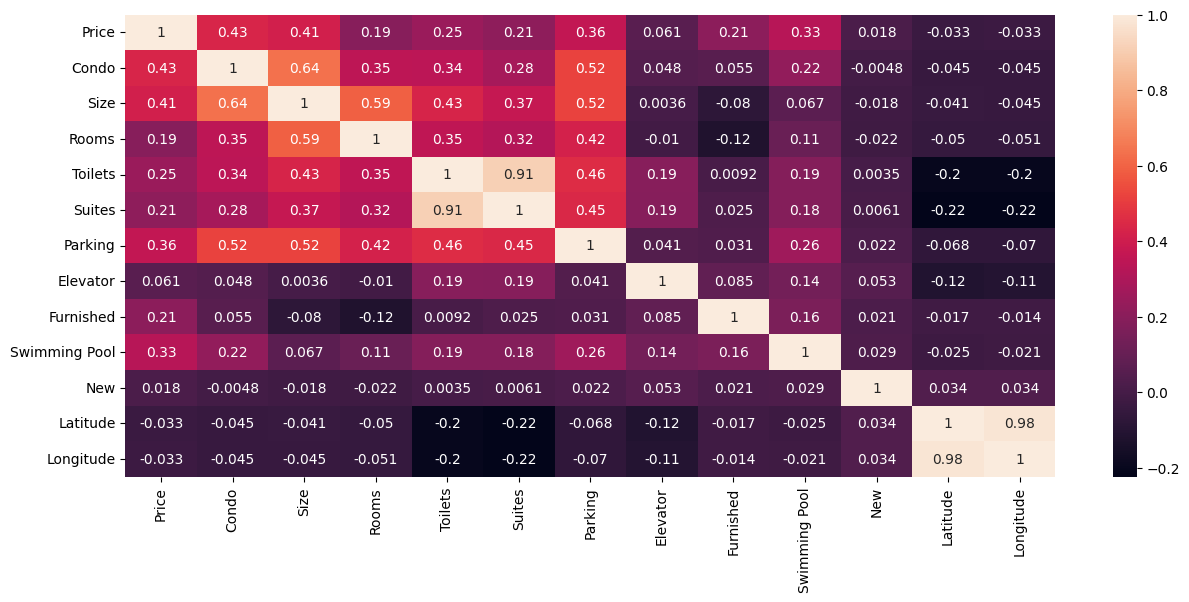 Price 1 0.43 0.41 0.19 0.25 0.21 0.36 0.061 0.21 0.33 0.018 -0.033 -0.033
Condo 0.43 1 0.64 0.35 0.34 0.28 0.52 0.048 0.055 0.22 -0.0048 -0.045 -0.045
Size 0.41 0.64 1 0.59 0.43 0.37 0.52 0.0036 -0.08 0.067 -0.018 -0.041 -0.045
Rooms 0.19 0.35 0.59 1 0.35 0.32 0.42 -0.01 -0.12 0.11 -0.022 -0.05 -0.051
Toilets 0.25 0.34 0.43 0.35 1 0.91 0.46 0.19 0.0092 0.19 0.0035 -0.2 -0.2
Suites 0.21 0.28 0.37 0.32 0.91 1 0.45 0.19 0.025 0.18 0.0061 -0.22 -0.22
Parking 0.36 0.52 0.52 0.42 0.46 0.45 1 0.041 0.031 0.26 0.022 -0.068 -0.07
Elevator 0.061 0.048 0.0036 -0.01 0.19 0.19 0.041 1 0.085 0.14 0.053 -0.12 -0.11
Furnished 0.21 0.055 -0.08 -0.12 0.0092 0.025 0.031 0.085 1 0.16 0.021 -0.017 -0.014
Swimming Pool 0.33 0.22 0.067 0.11 0.19 0.18 0.26 0.14 0.16 1 0.029 -0.025 -0.021
New 0.018 -0.0048 -0.018 -0.022 0.0035 0.0061 0.022 0.053 0.021 0.029 1 0.034 0.034
Latitude -0.033 -0.045 -0.041 -0.05 -0.2 -0.22 -0.068 -0.12 -0.017 -0.025 0.034 1 0.98
Longitude -0.033 -0.045 -0.045 -0.051 -0.2 -0.22 -0.07 -0.11 -0.014 -0.021 0.034 0.98 1
Price Condo Size Rooms Toilets Suites Parking Elevator Furnished Swimming Pool New Latitude Longitude
1.0
0.8
0.6
0.4
0.2
0.0
−0.2